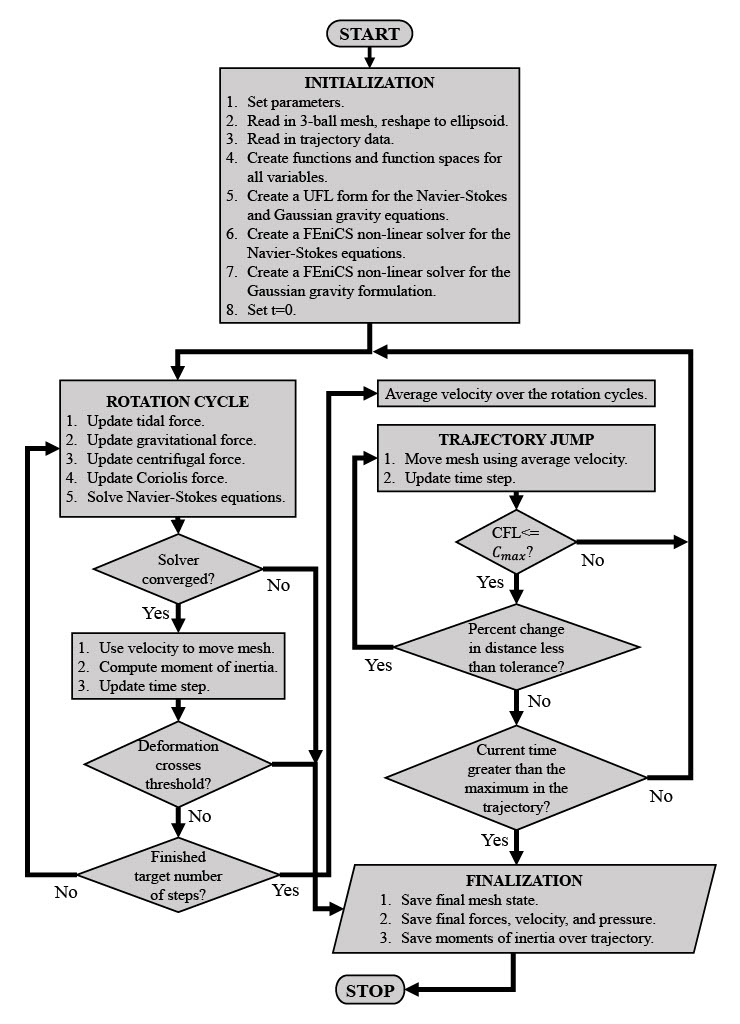 START
INITIALIZATION
1. Set parameters.
2. Read in 3-ball mesh, reshape to ellipsoid.
3. Read in trajectory data.
4. Create functions and function spaces for
all variables.
5. Create a UFL form for the Navier-Stokes
and Gaussian gravity equations.
6. Create a FEniCS non-linear solver for the
Navier-Stokes equations.
7. Create a FEniCS non-linear solver for the
Gaussian gravity formulation.
8. Set t=0.
ROTATION CYCLE
1. Update tidal force.
2. Update gravitational force.
3. Update centrifugal force.
4. Update Coriolis force.
5. Solve Navier-Stokes equations.
Solver
converged?
No
Yes
1. Use velocity to move mesh.
2. Compute moment of inertia.
3. Update time step.
Deformation
crosses
threshold?
No
Finished
target number
of steps?
No
Yes
Average velocity over the rotation cycles.
TRAJECTORY JUMP
1. Move mesh using average velocity.
2. Update time step.
CFL<=
C_max?
No
Yes
Percent change
in distance less
than tolerance?
Yes
No
Current time
greater than the
maximum in the
trajectory?
No
Yes
FINALIZATION
1. Save final mesh state.
2. Save final forces, velocity, and pressure.
3. Save moments of inertia over trajectory.
STOP